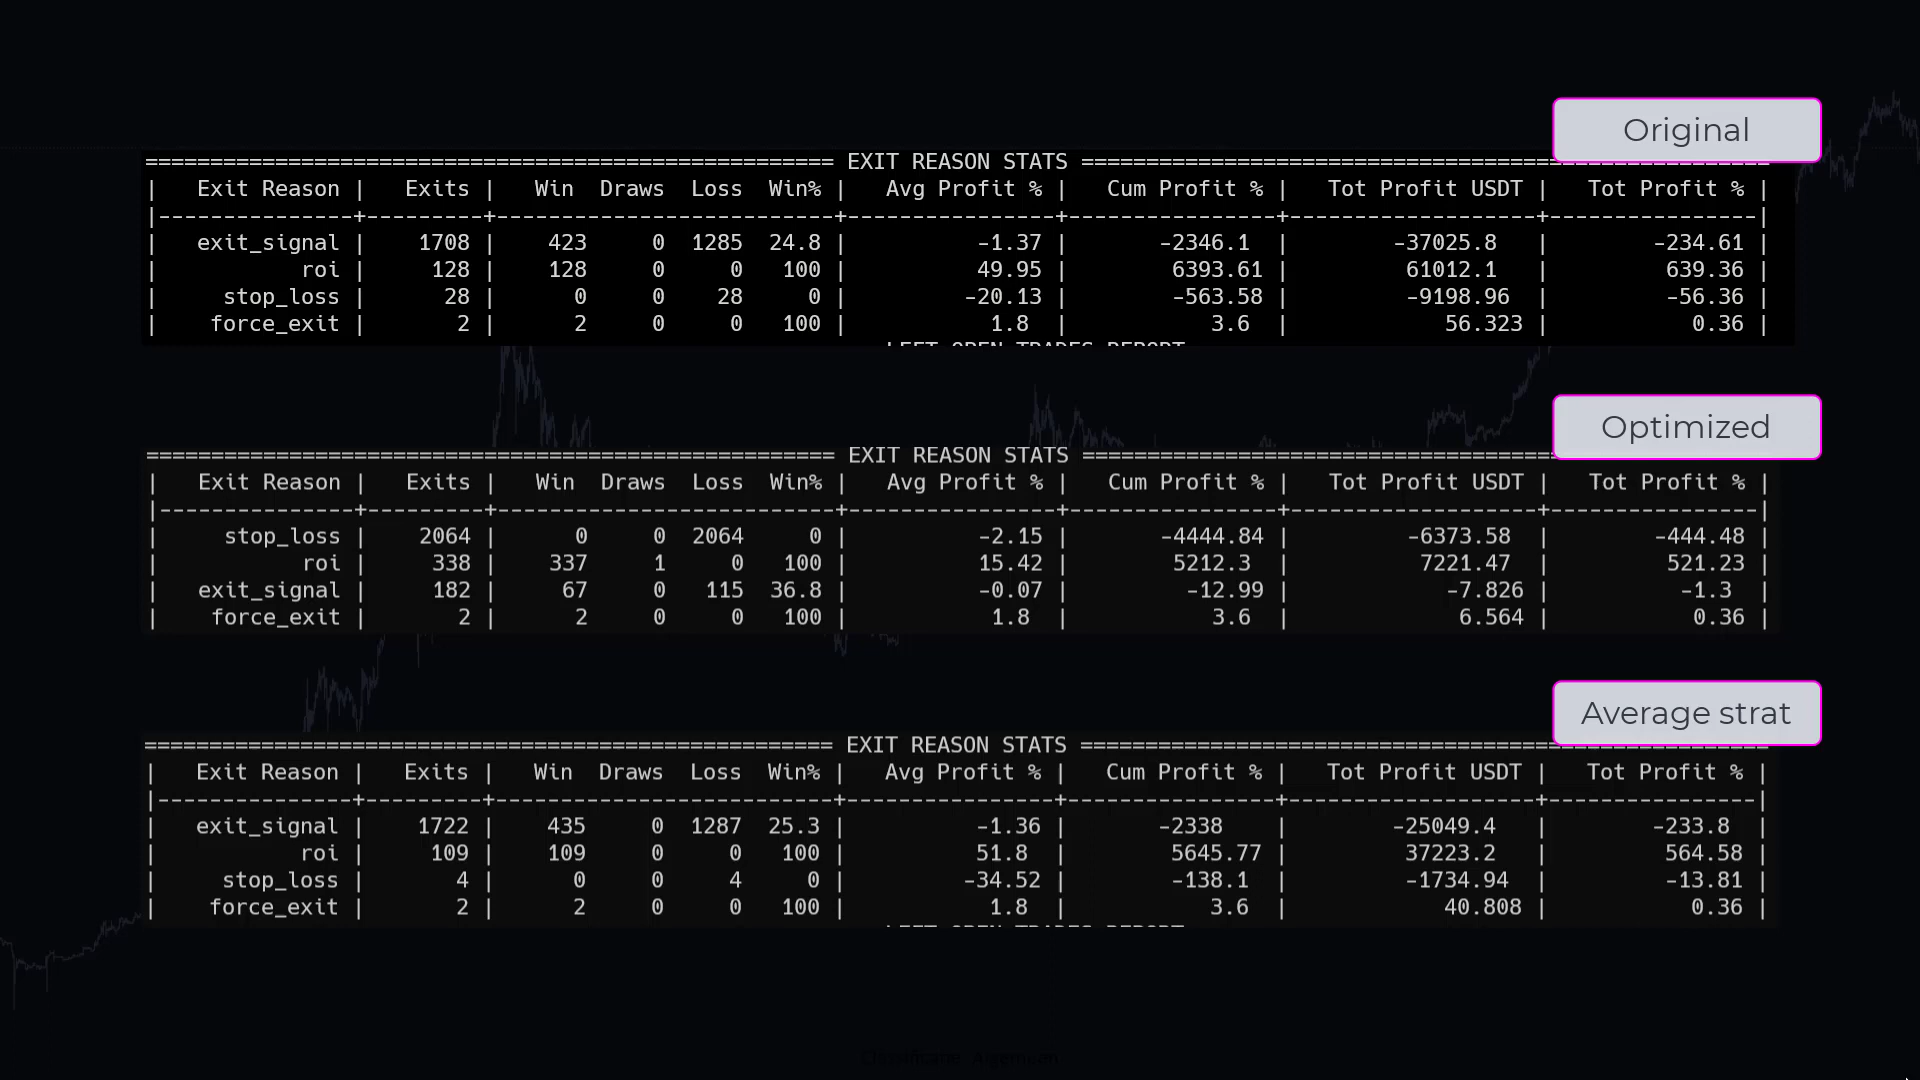 Original
================================================= EXIT REASON STATS =================================================
| Exit Reason | Exits | Win Draws Loss Win% | Avg Profit % | Cum Profit % | Tot Profit USDT | Tot Profit % |
|---------------+---------+--------------------------+----------------+----------------+-------------------+----------------|
| exit_signal | 1708 | 423 0 1285 24.8 | -1.37 | -2346.1 | -37025.8 | -234.61 |
| roi | 128 | 128 0 0 100 | 49.95 | 6393.61 | 61012.1 | 639.36 |
| stop_loss | 28 | 0 0 28 0 | -20.13 | -563.58 | -9198.96 | -56.36 |
| force_exit | 2 | 2 0 0 100 | 1.8 | 3.6 | 56.323 | 0.36 |
LEFT OPEN TRADES REPORT
Optimized
================================================= EXIT REASON STATS =================================================
| Exit Reason | Exits | Win Draws Loss Win% | Avg Profit % | Cum Profit % | Tot Profit USDT | Tot Profit % |
|---------------+---------+--------------------------+----------------+----------------+-------------------+----------------|
| stop_loss | 2064 | 0 0 2064 0 | -2.15 | -4444.84 | -6373.58 | -444.48 |
| roi | 338 | 337 1 0 100 | 15.42 | 5212.3 | 7221.47 | 521.23 |
| exit_signal | 182 | 67 0 115 36.8 | -0.07 | -12.99 | -7.826 | -1.3 |
| force_exit | 2 | 2 0 0 100 | 1.8 | 3.6 | 6.564 | 0.36 |
Average strat
================================================= EXIT REASON STATS =================================================
| Exit Reason | Exits | Win Draws Loss Win% | Avg Profit % | Cum Profit % | Tot Profit USDT | Tot Profit % |
|---------------+---------+--------------------------+----------------+----------------+-------------------+----------------|
| exit_signal | 1722 | 435 0 1287 25.3 | -1.36 | -2338 | -25049.4 | -233.8 |
| roi | 109 | 109 0 0 100 | 51.8 | 5645.77 | 37223.2 | 564.58 |
| stop_loss | 4 | 0 0 4 0 | -34.52 | -138.1 | -1734.94 | -13.81 |
| force_exit | 2 | 2 0 0 100 | 1.8 | 3.6 | 40.808 | 0.36 |